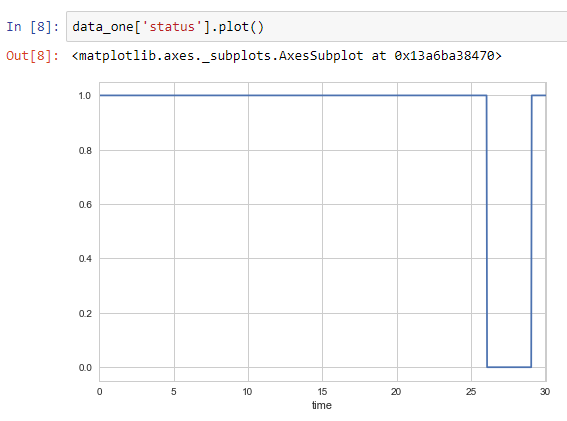 In [8]: data_one['status'].plot()
Out[8]: <matplotlib.axes._subplots.AxesSubplot at 0x13a6ba38470>
1.0
0.8
0.6
0.4
0.2
0.0
0 5 10 15 20 25 30
time